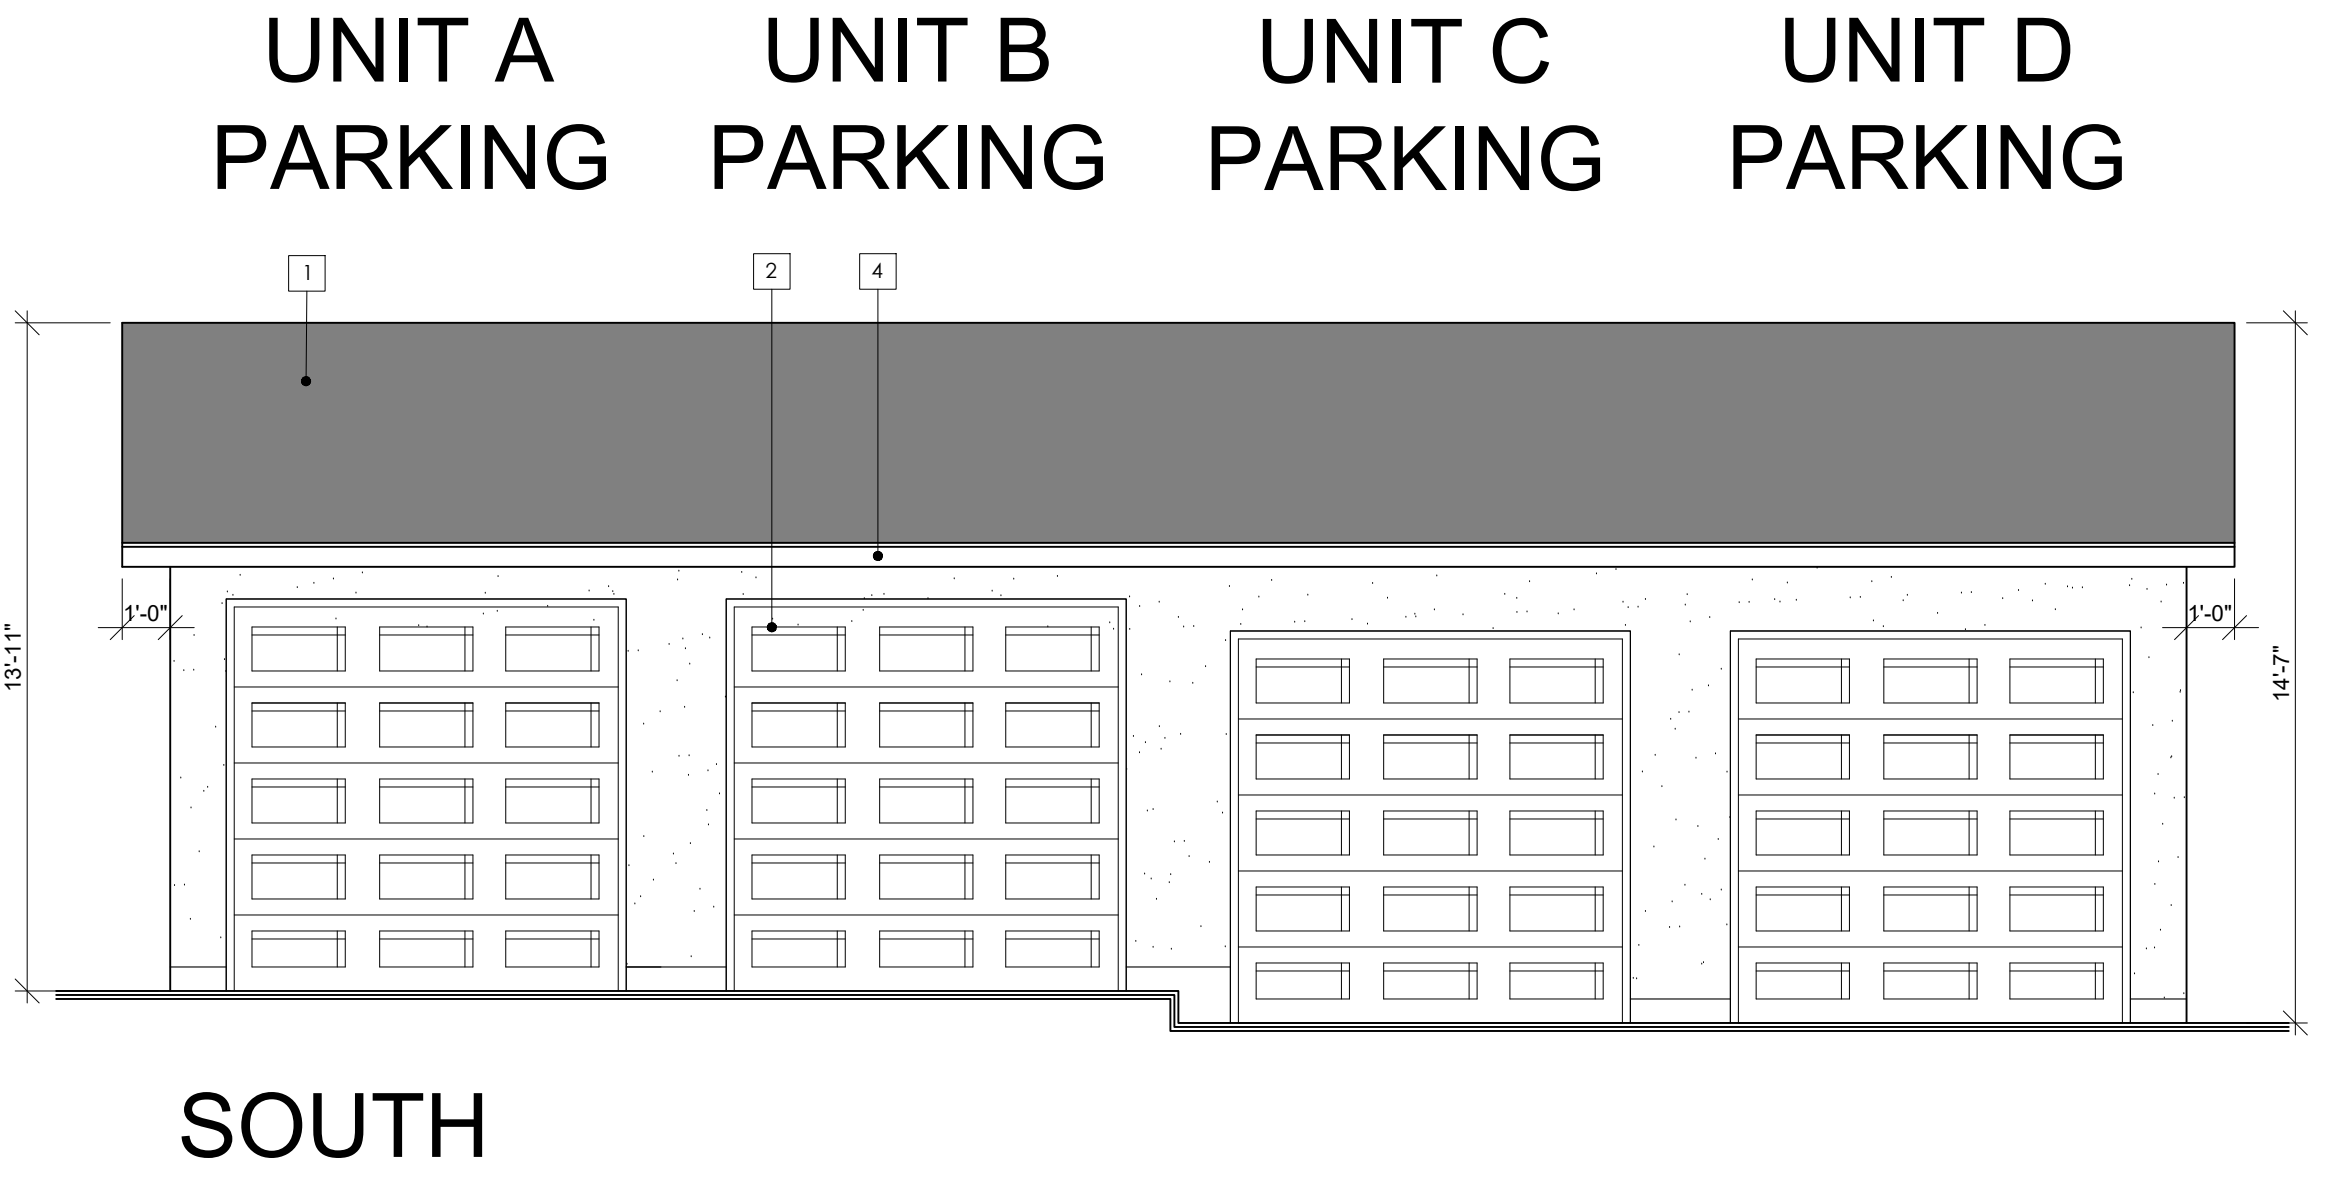 UNIT A
PARKING
UNIT B
PARKING
UNIT C
PARKING
UNIT D
PARKING
1
2
4
13'-11"
1'-0"
1'-0"
14'-7"
SOUTH